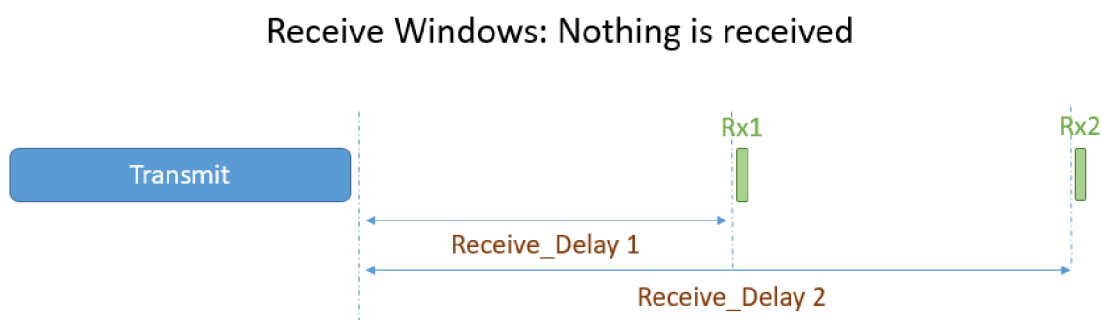 Receive Windows: Nothing is received
Rx1
Rx2
Transmit
Receive_Delay 1
Receive_Delay 2